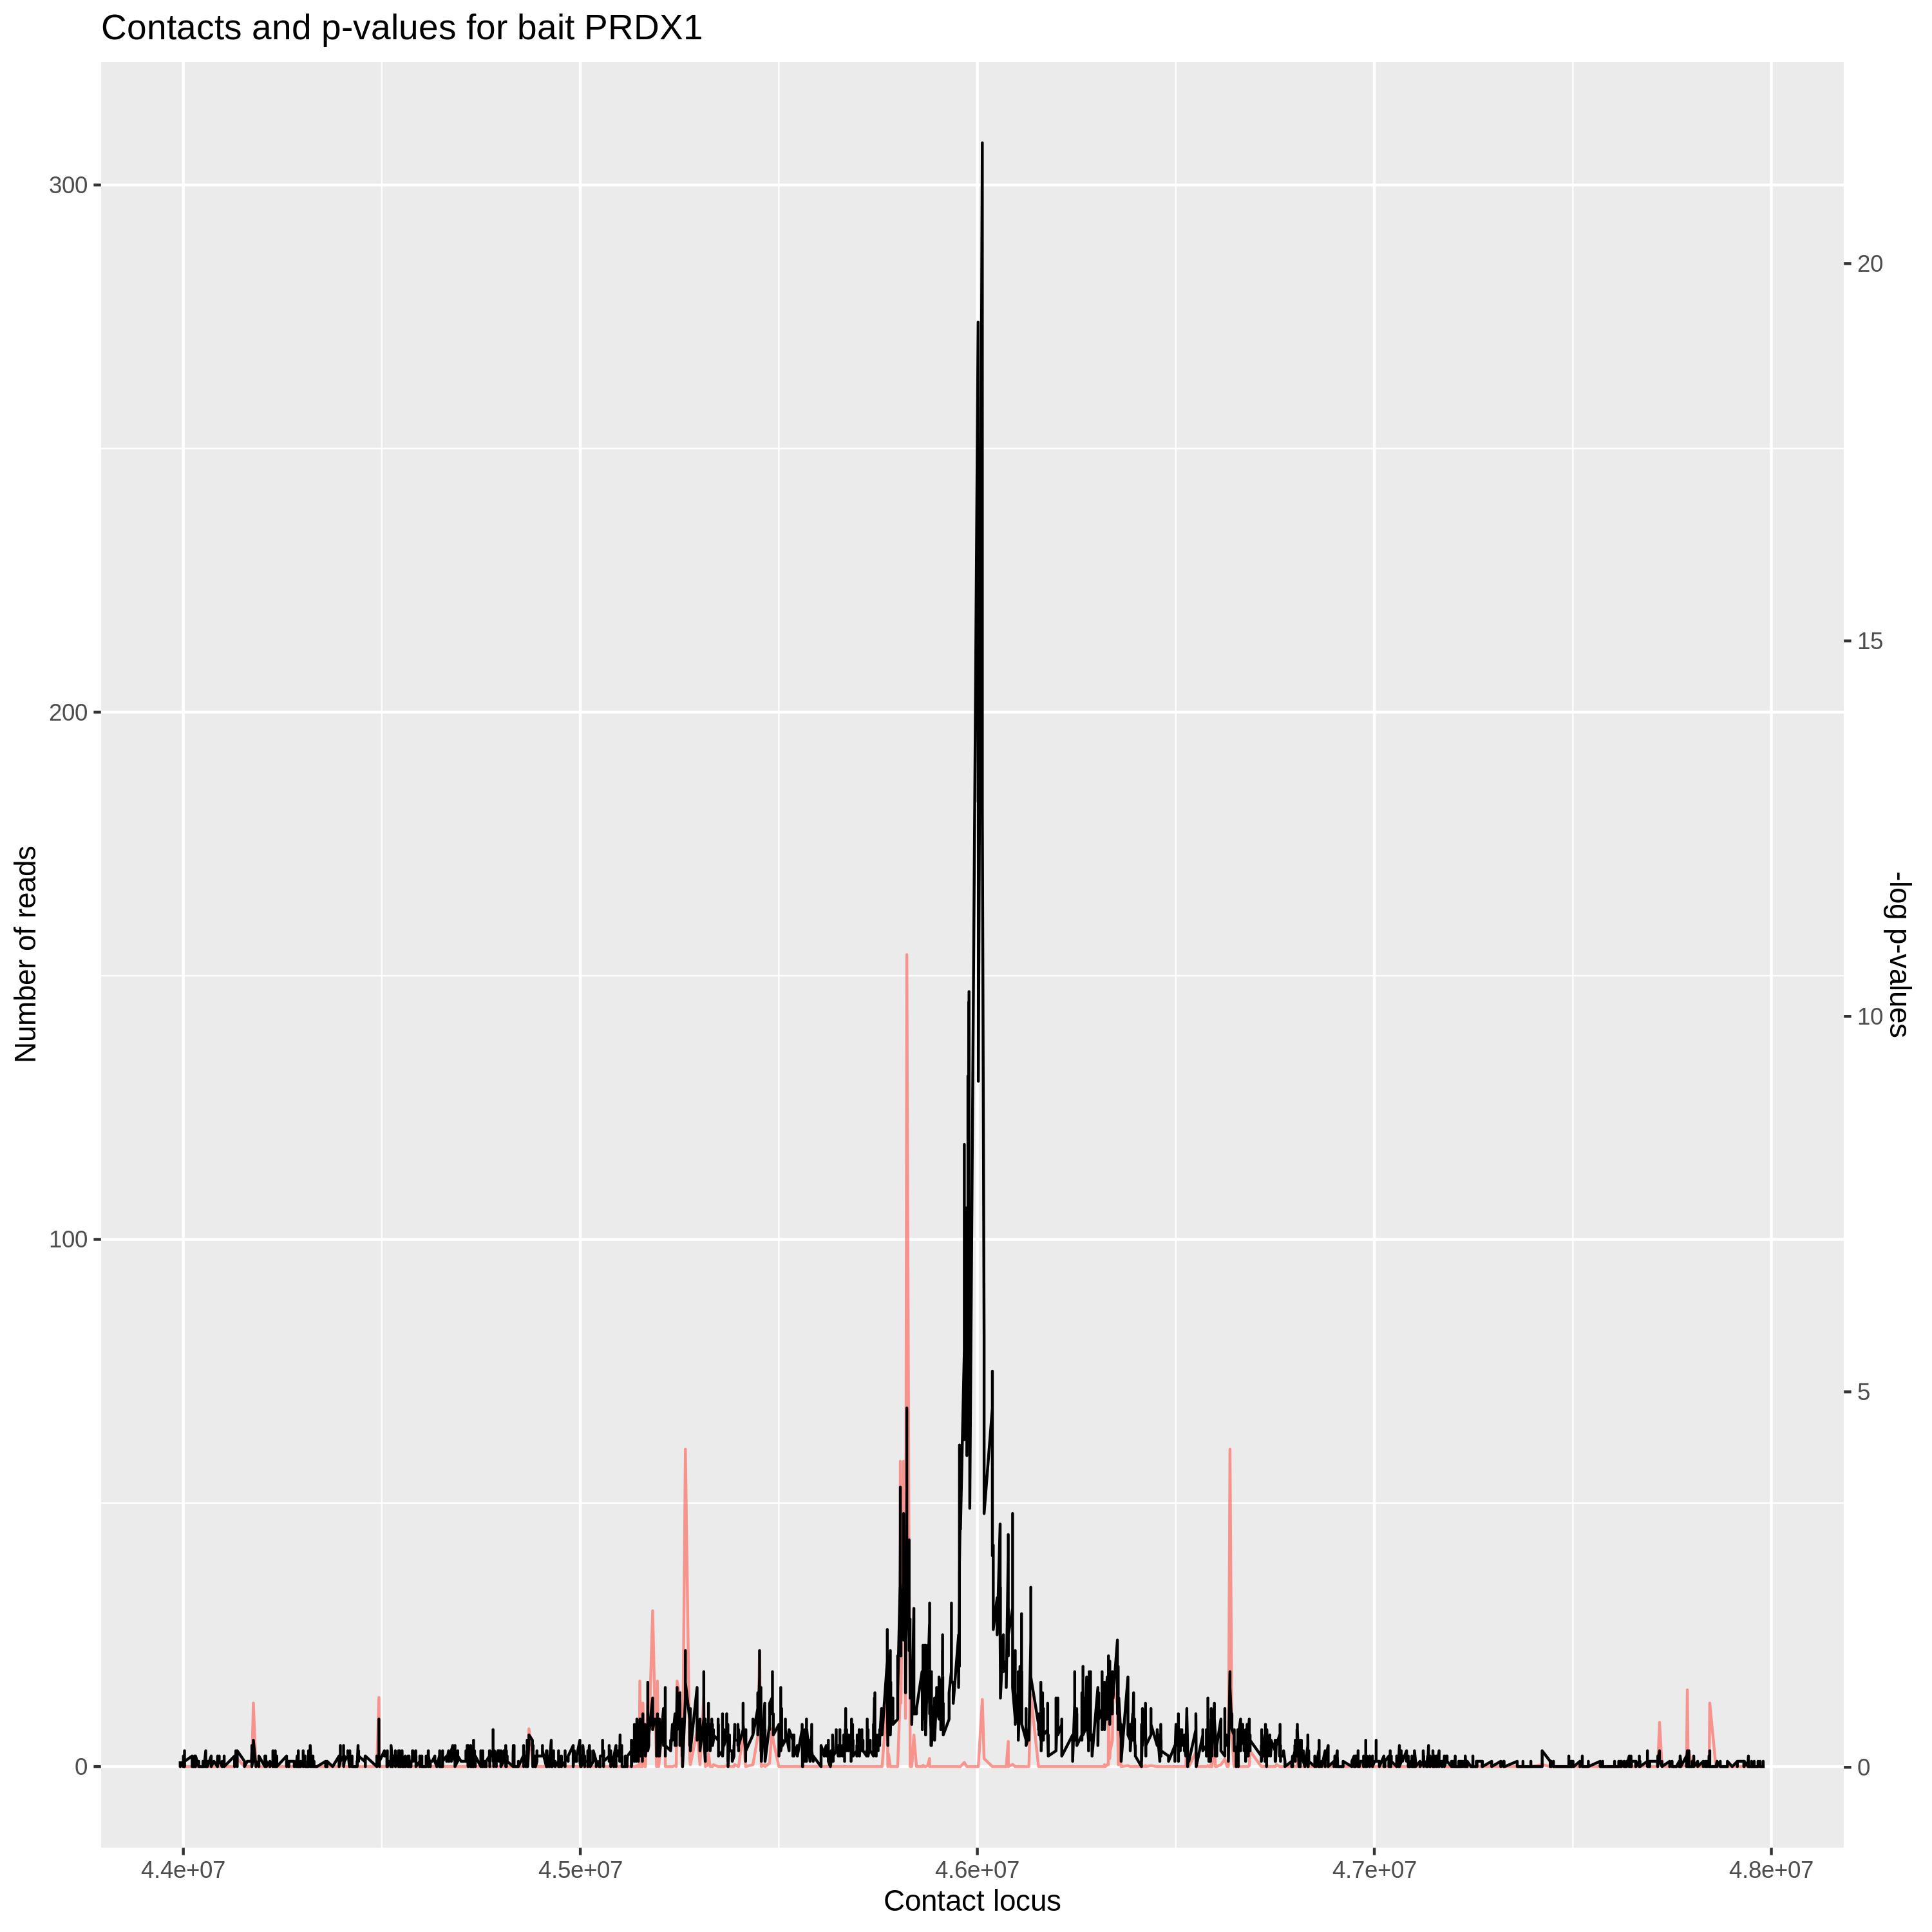 Contacts and p-values for bait PRDX1
300
200
100
0
Number of reads
20
15
10
5
0
-log p-values
4.4e+07
4.5e+07
4.6e+07
4.7e+07
4.8e+07
Contact locus